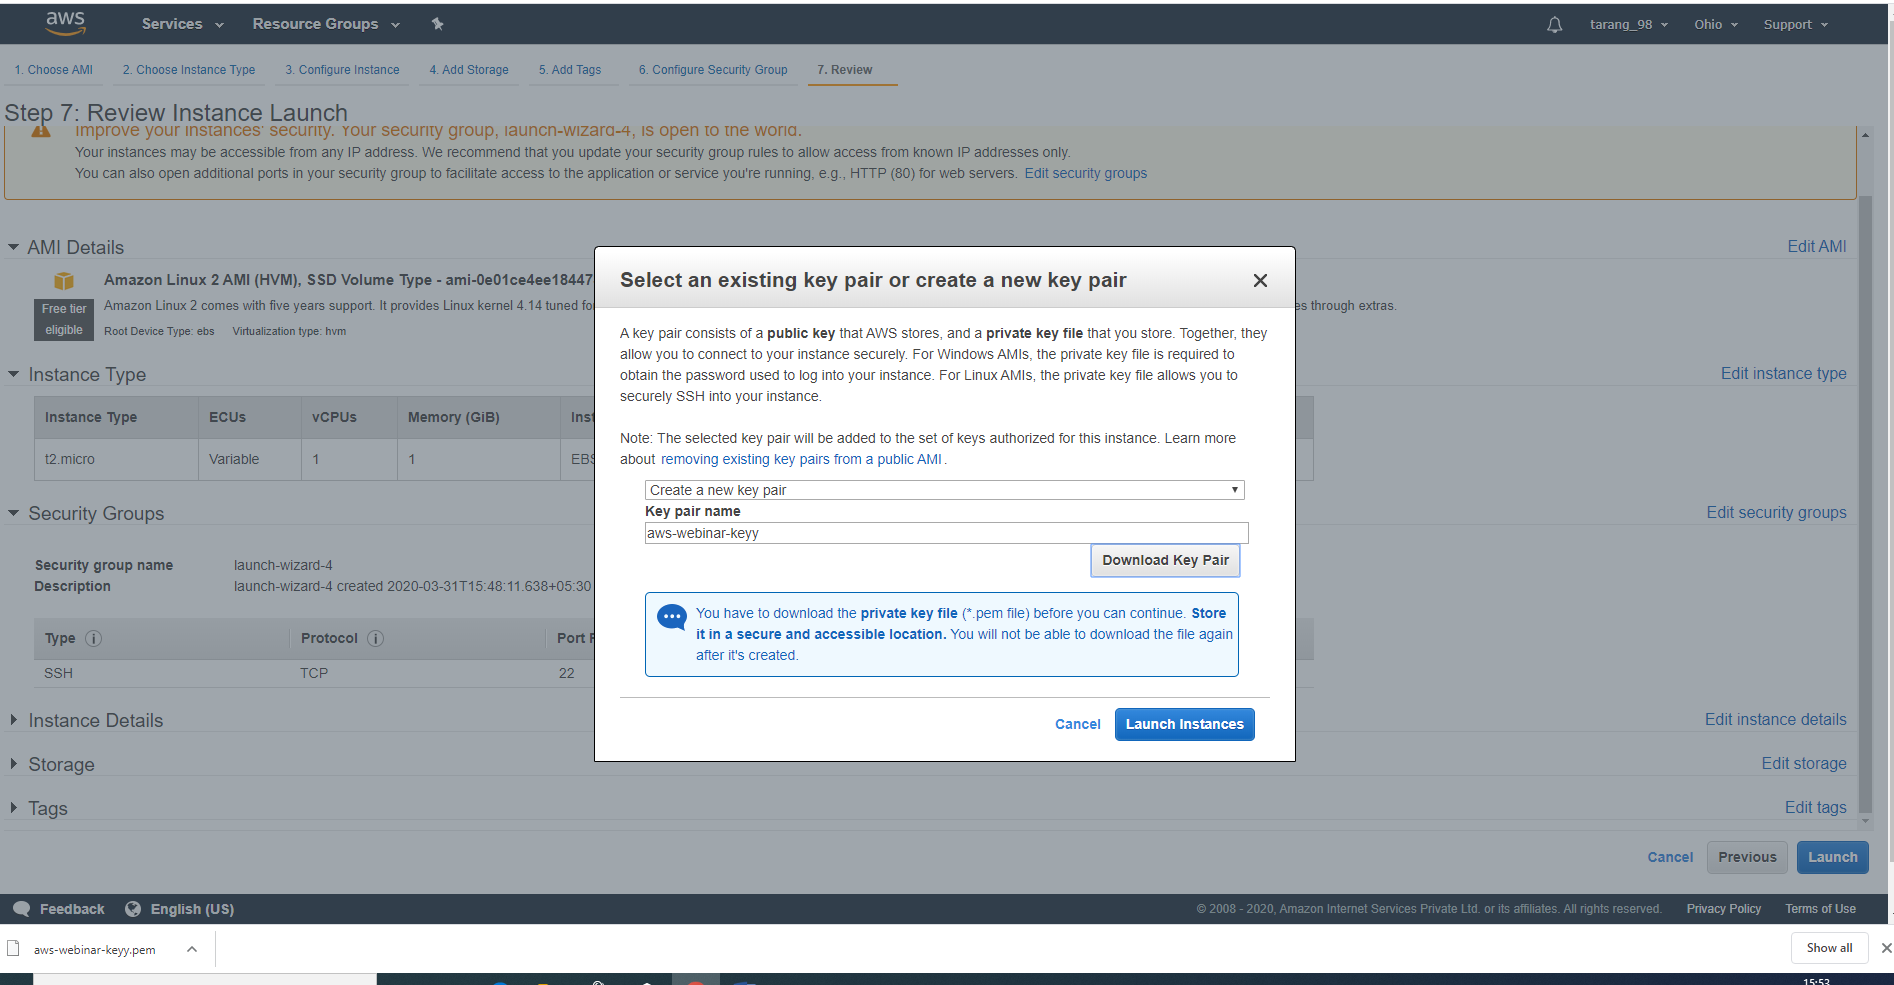 aws
Services
Resource Groups
tarang_98
Ohio
Support
1. Choose AMI
2. Choose Instance Type
3. Configure Instance
4. Add Storage
5. Add Tags
6. Configure Security Group
7. Review
Step 7: Review Instance Launch
Improve your instances' security. Your security group, launch-wizard-4, is open to the world.
Your instances may be accessible from any IP address. We recommend that you update your security group rules to allow access from known IP addresses only.
You can also open additional ports in your security group to facilitate access to the application or service you're running, e.g., HTTP (80) for web servers. Edit security groups
AMI Details
Edit AMI
Amazon Linux 2 AMI (HVM), SSD Volume Type - ami-0e01ce4ee18447
Free tier
eligible
Amazon Linux 2 comes with five years support. It provides Linux kernel 4.14 tuned fo
es through extras.
Root Device Type: ebs
Virtualization type: hvm
Instance Type
Edit instance type
Instance Type
ECUs
vCPUs
Memory (GiB)
Inst
t2.micro
Variable
1
1
EBS
Security Groups
Edit security groups
Security group name
launch-wizard-4
Description
launch-wizard-4 created 2020-03-31T15:48:11.638+05:30
Type
Protocol
Port
SSH
TCP
22
Instance Details
Edit instance details
Storage
Edit storage
Tags
Edit tags
Select an existing key pair or create a new key pair
A key pair consists of a public key that AWS stores, and a private key file that you store. Together, they
allow you to connect to your instance securely. For Windows AMIs, the private key file is required to
obtain the password used to log into your instance. For Linux AMIs, the private key file allows you to
securely SSH into your instance.
Note: The selected key pair will be added to the set of keys authorized for this instance. Learn more
about removing existing key pairs from a public AMI.
Create a new key pair
Key pair name
aws-webinar-keyy
Download Key Pair
You have to download the private key file (*.pem file) before you can continue. Store
it in a secure and accessible location. You will not be able to download the file again
after it's created.
Cancel
Launch Instances
Cancel
Previous
Launch
Feedback
English (US)
© 2008 - 2020, Amazon Internet Services Private Ltd. or its affiliates. All rights reserved.
Privacy Policy
Terms of Use
aws-webinar-keyy.pem
Show all
15:53